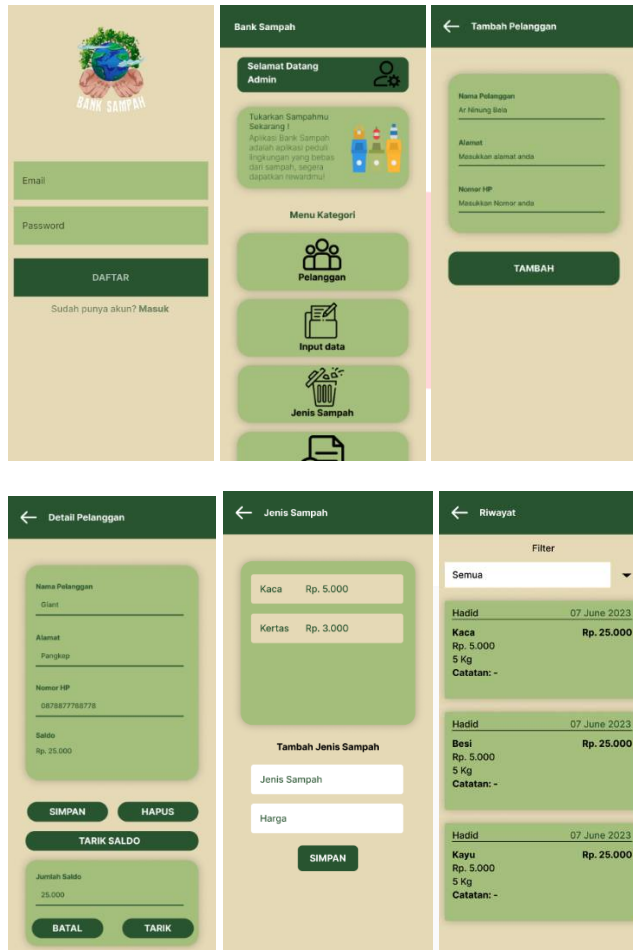 BANK SAMPAH
Email
Password
DAFTAR
Sudah punya akun? Masuk
Bank Sampah
Selamat Datang
Admin
Tukarkan Sampahmu
Sekarang !
Aplikasi Bank Sampah
adalah aplikasi peduli
lingkungan yang bebas
dari sampah, segera
dapatkan rewardmu!
Menu Kategori
Pelanggan
Input data
Jenis Sampah
Tambah Pelanggan
Nama Pelanggan
Ar Ninung Bela
Alamat
Masukkan alamat anda
Nomor HP
Masukkan Nomor anda
TAMBAH
Detail Pelanggan
Nama Pelanggan
Giant
Alamat
Pangkep
Nomor HP
0878877768778
Saldo
Rp. 25.000
SIMPAN HAPUS
TARIK SALDO
Jumlah Saldo
25.000
BATAL TARIK
Jenis Sampah
Kaca Rp. 5.000
Kertas Rp. 3.000
Tambah Jenis Sampah
Jenis Sampah
Harga
SIMPAN
Riwayat
Filter
Semua
Hadid 07 June 2023
Kaca Rp. 25.000
Rp. 5.000
5 Kg
Catatan: -
Hadid 07 June 2023
Besi Rp. 25.000
Rp. 5.000
5 Kg
Catatan: -
Hadid 07 June 2023
Kayu Rp. 25.000
Rp. 5.000
5 Kg
Catatan: -